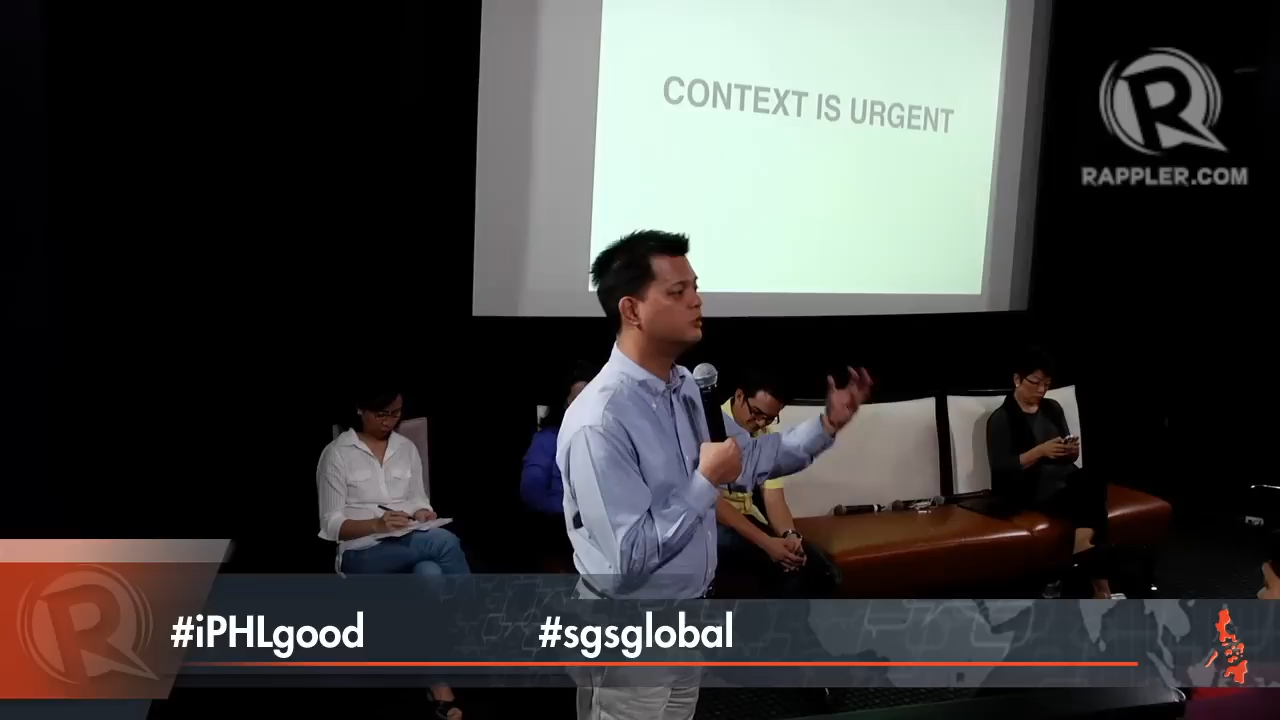 CONTEXT IS URGENT
R
RAPPLER.COM
R
#iPHLgood
#sgsglobal